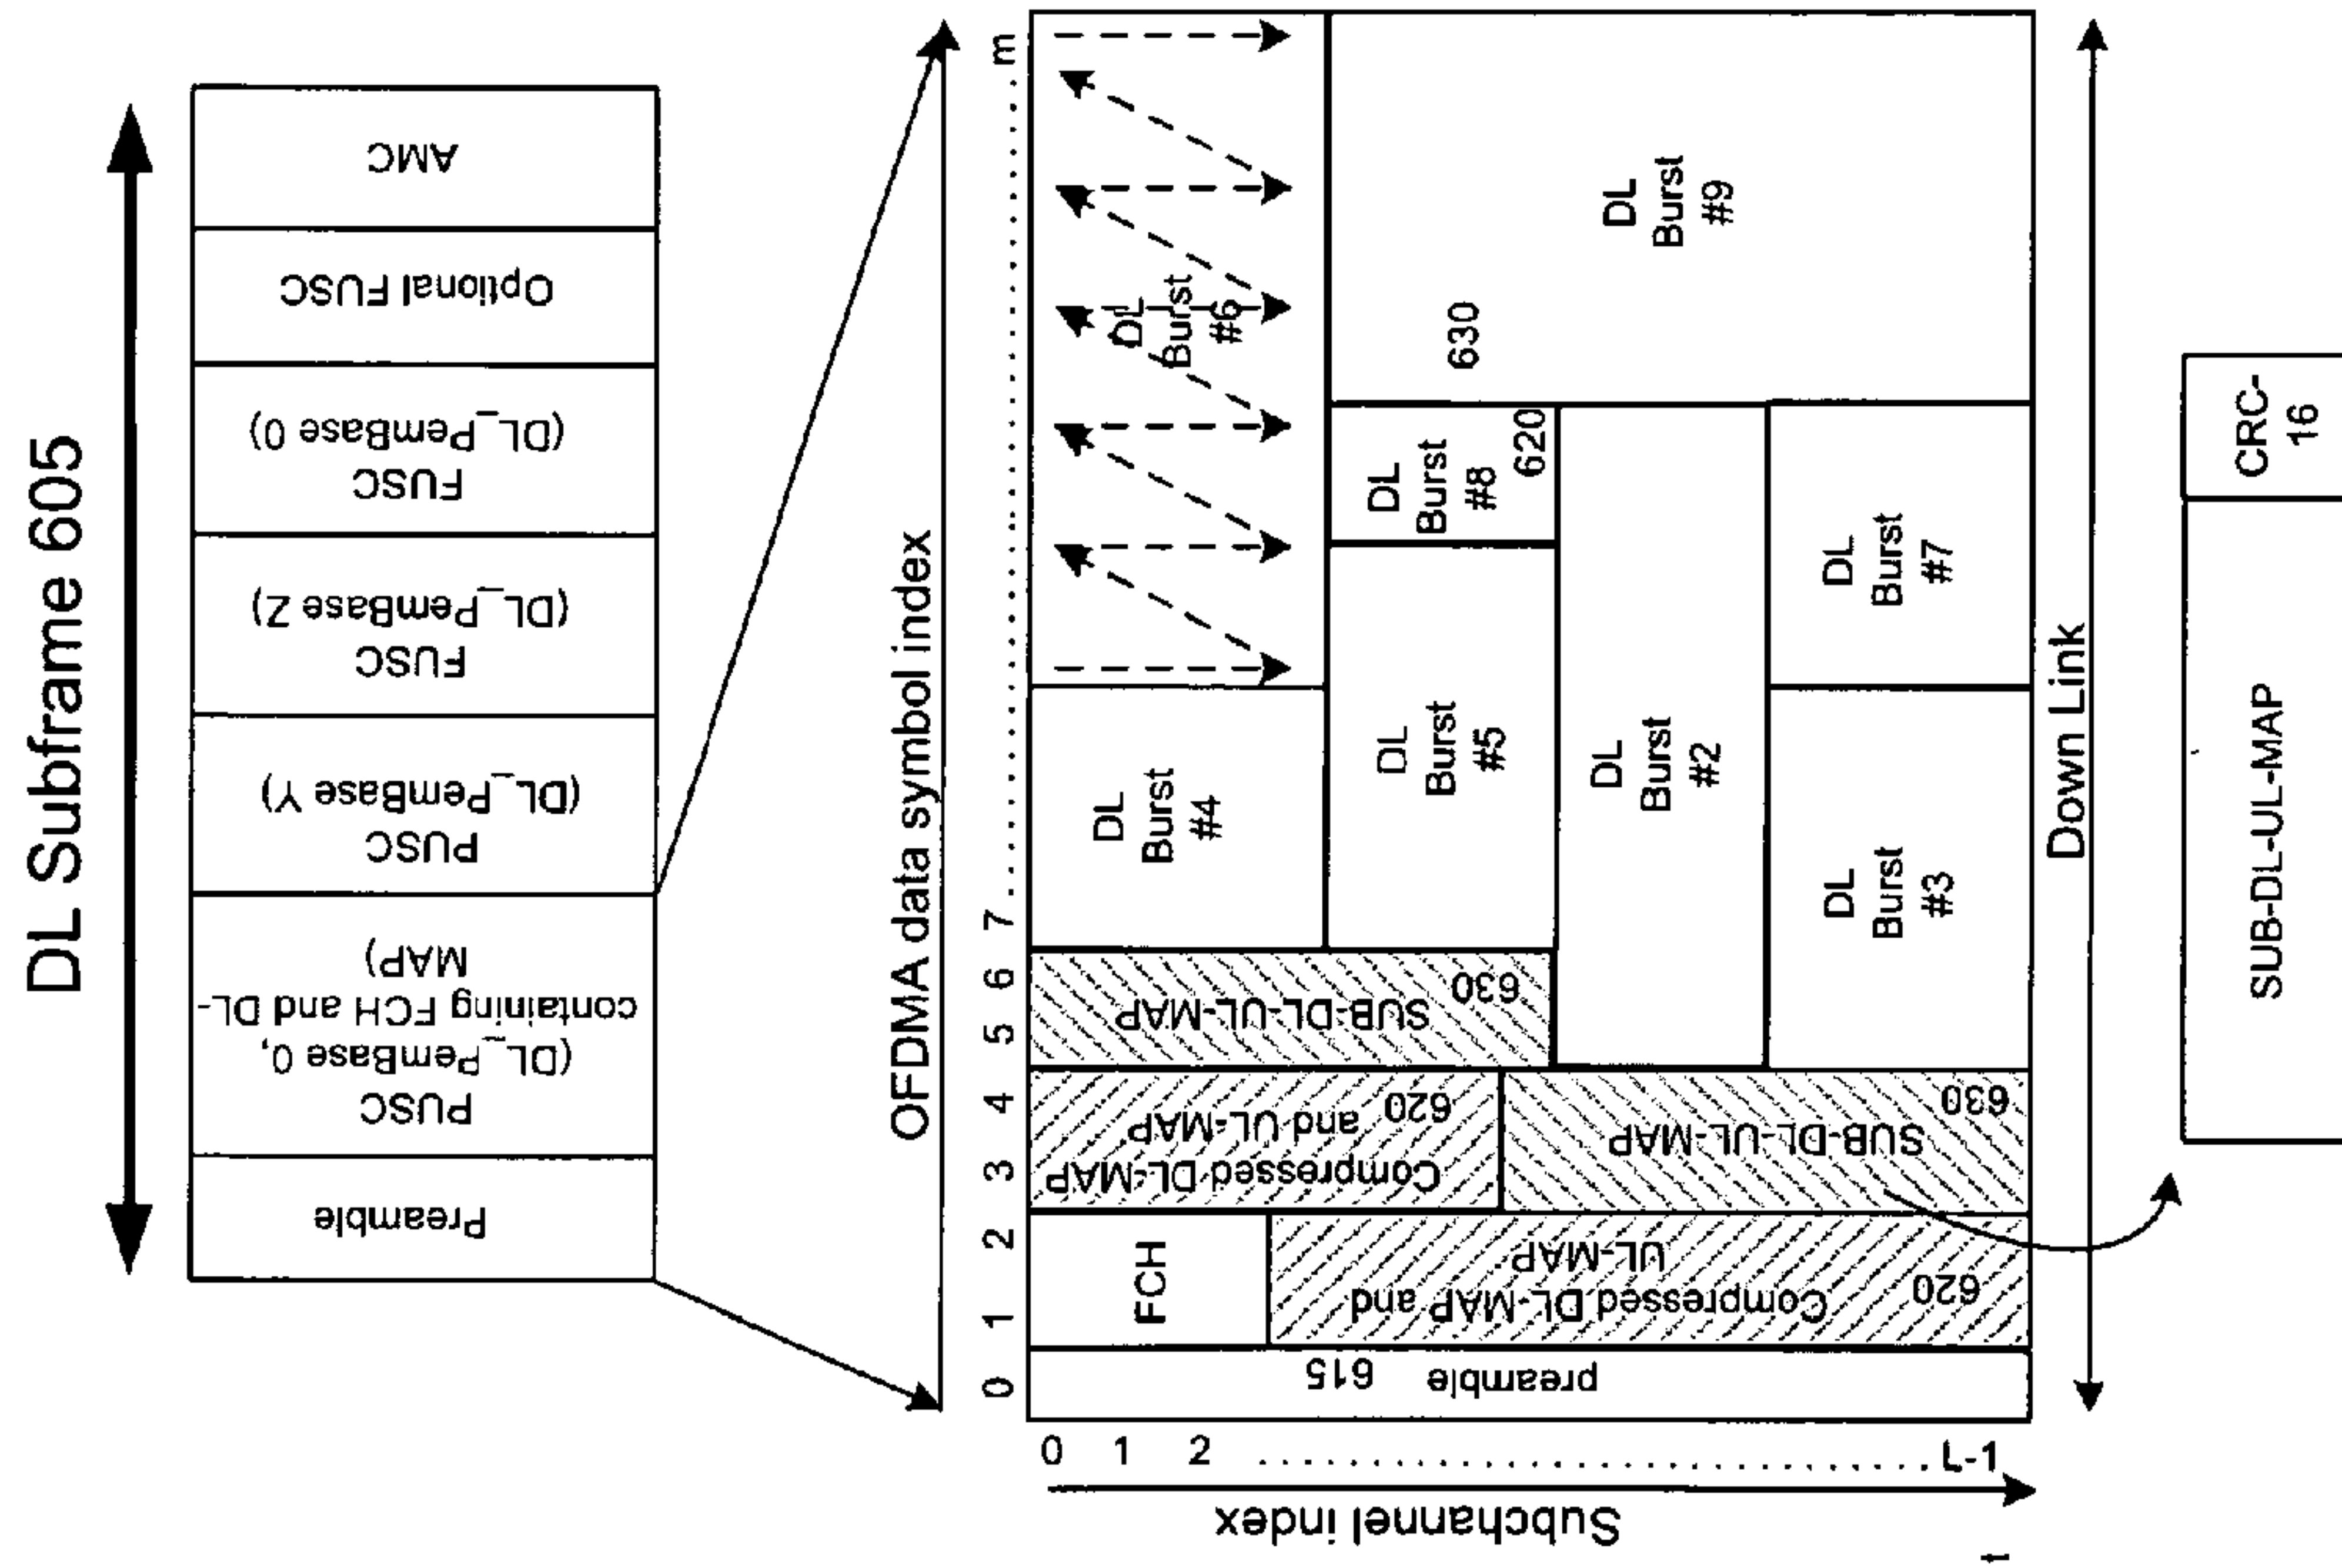 DL Subframe 605
Preamble
PUSC
(DL_PemBase 0,
containing FCH and DL-
MAP)
PUSC
(DL_PemBase Y)
FUSC
(DL_PemBase Z)
FUSC
(DL_PemBase 0)
Optional FUSC
AMC
OFDMA data symbol index
0 1 2 3 4 5 6 7 m
Subchannel index
0
1
2
L-1
t
preamble 615
FCH
Compressed DL-MAP and
UL-MAP
620
Compressed DL-MAP
and UL-MAP
620
SUB-DL-UL-MAP
630
SUB-DL-UL-MAP
630
DL
Burst
#4
DL
Burst
#6
DL
Burst
#5
DL
Burst
#8
620
630
DL
Burst
#9
DL
Burst
#2
DL
Burst
#3
DL
Burst
#7
Down Link
SUB-DL-UL-MAP
CRC-
16